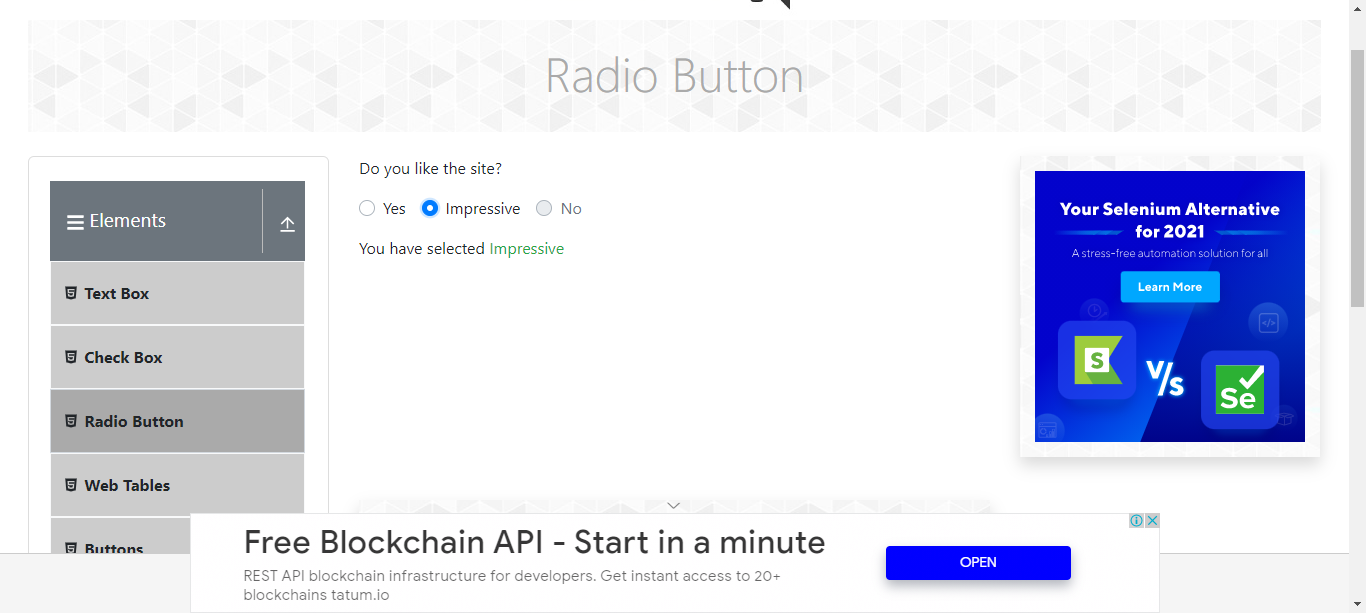 Radio Button
Elements
Text Box
Check Box
Radio Button
Web Tables
Buttons
Do you like the site?
Yes Impressive No
You have selected Impressive
Your Selenium Alternative
for 2021
A stress-free automation solution for all
Learn More
S
V/S
Se
Free Blockchain API - Start in a minute
REST API blockchain infrastructure for developers. Get instant access to 20+
blockchains tatum.io
OPEN